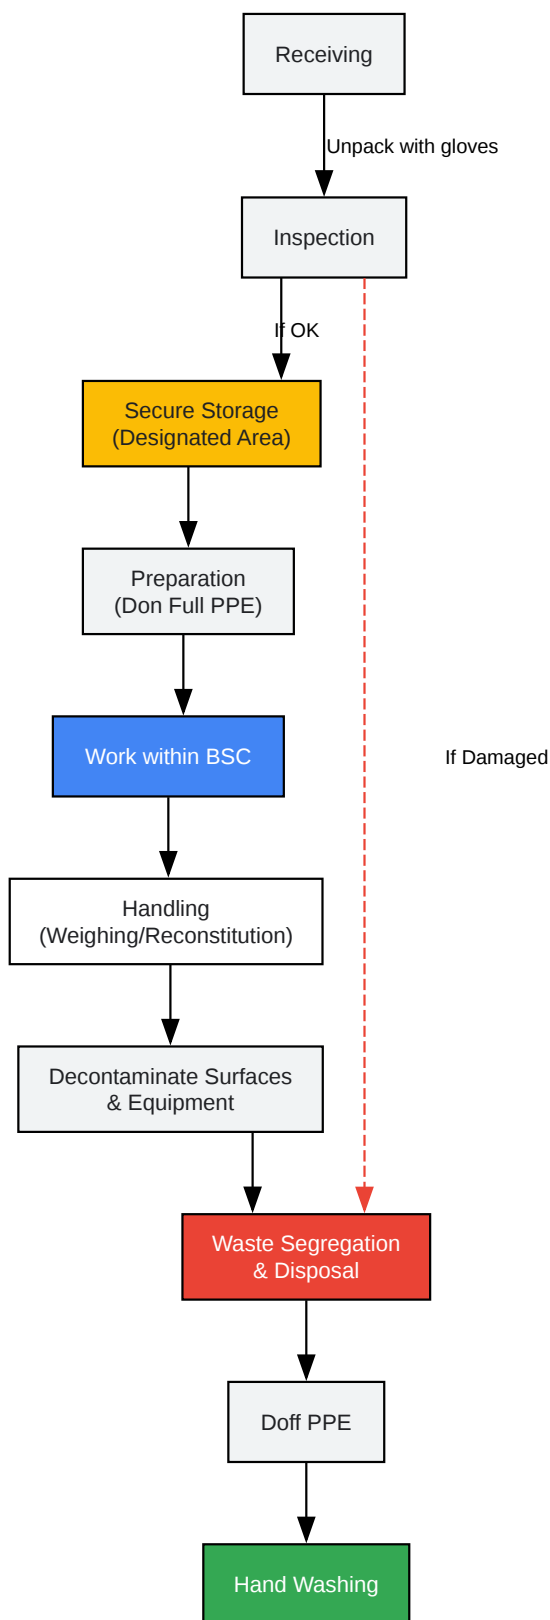 Receiving
Unpack with gloves
Inspection
If OK
Secure Storage
(Designated Area)
Preparation
(Don Full PPE)
Work within BSC
If Damaged
Handling
(Weighing/Reconstitution)
Decontaminate Surfaces
& Equipment
Waste Segregation
& Disposal
Doff PPE
Hand Washing